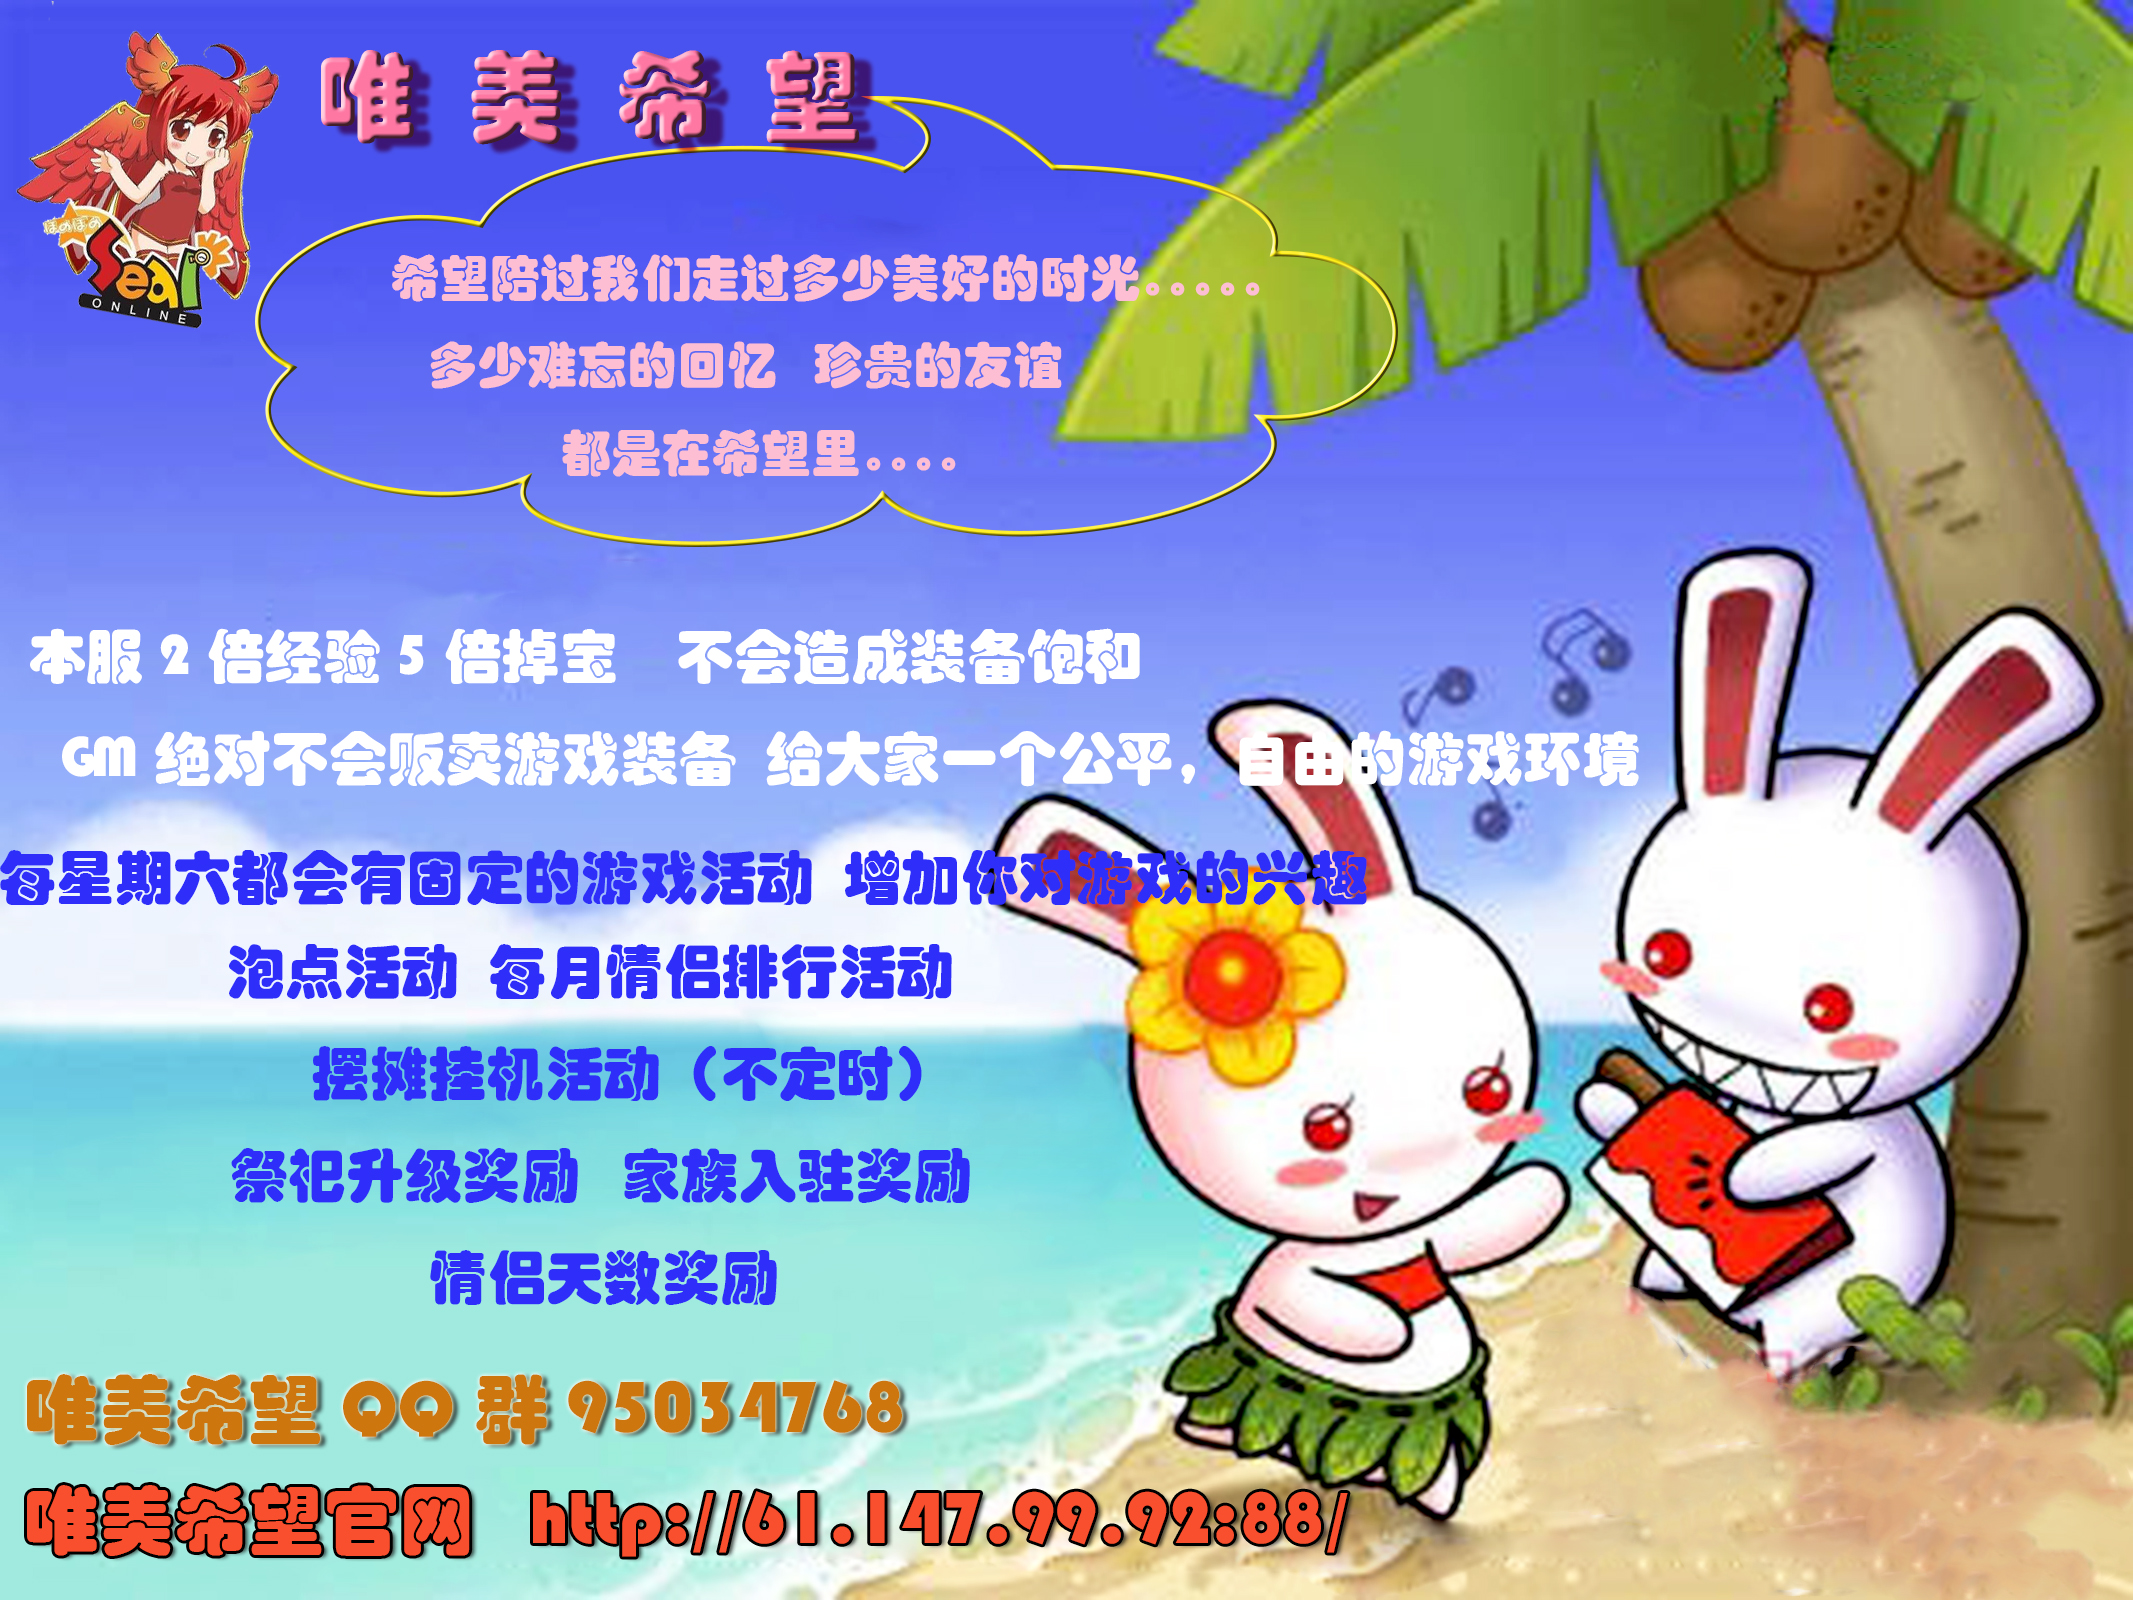 唯美希望
ほのぼの
Seal
ONLINE
希望陪过我们走过多少美好的时光。。。。。
多少难忘的回忆 珍贵的友谊
都是在希望里。。。。
本服 2 倍经验 5 倍掉宝 不会造成装备饱和
GM 绝对不会贩卖游戏装备 给大家一个公平，自由的游戏环境
每星期六都会有固定的游戏活动 增加你对游戏的兴趣
泡点活动 每月情侣排行活动
摆摊挂机活动（不定时）
祭祀升级奖励 家族入驻奖励
情侣天数奖励
唯美希望 QQ 群 95034768
唯美希望官网 http://61.147.99.92:88/